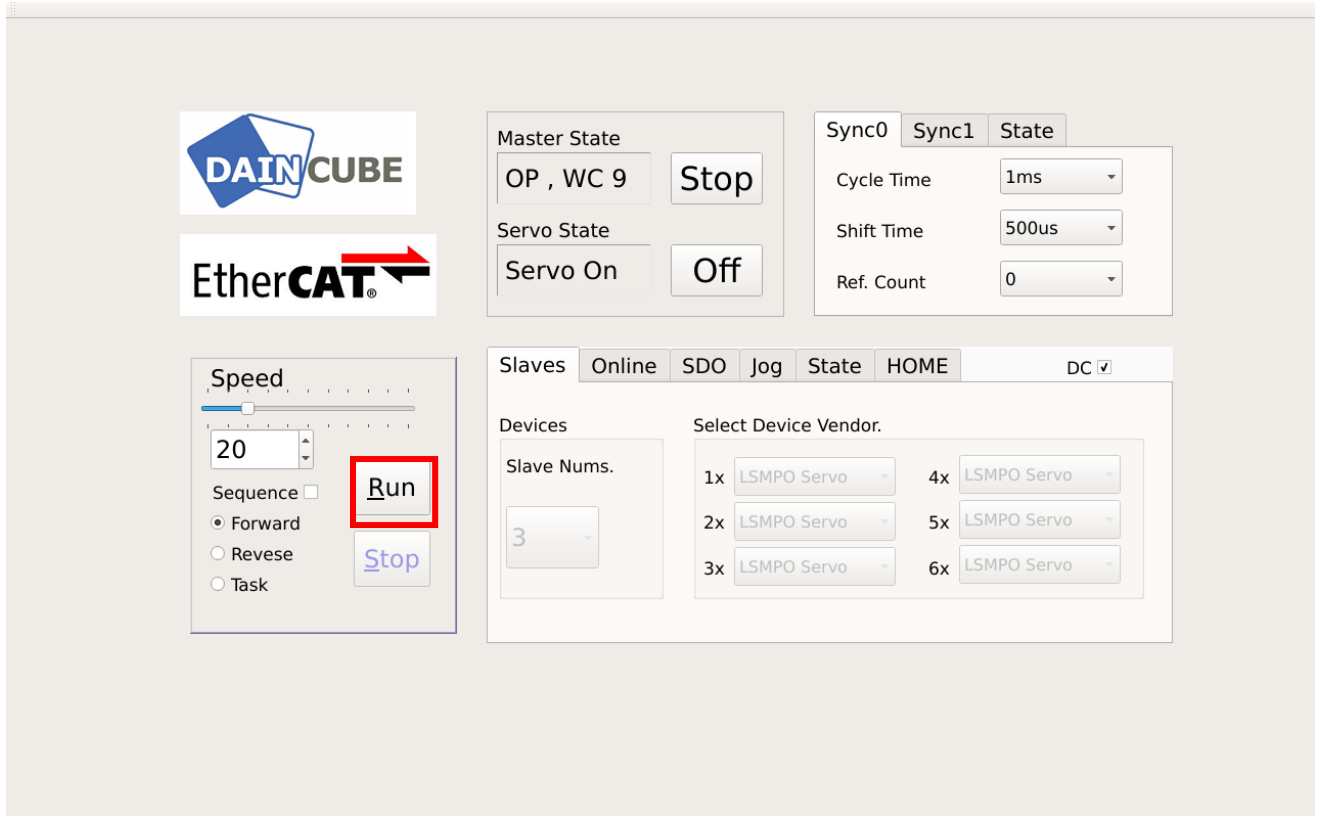 DAINCUBE
EtherCAT®
Master State
OP , WC 9
Stop
Servo State
Servo On
Off
Sync0 Sync1 State
Cycle Time 1ms
Shift Time 500us
Ref. Count 0
Speed
20
Sequence
Run
Forward
Revese
Stop
Task
Slaves Online SDO Jog State HOME DC
Devices
Slave Nums.
3
Select Device Vendor.
1x LSMPO Servo 4x LSMPO Servo
2x LSMPO Servo 5x LSMPO Servo
3x LSMPO Servo 6x LSMPO Servo